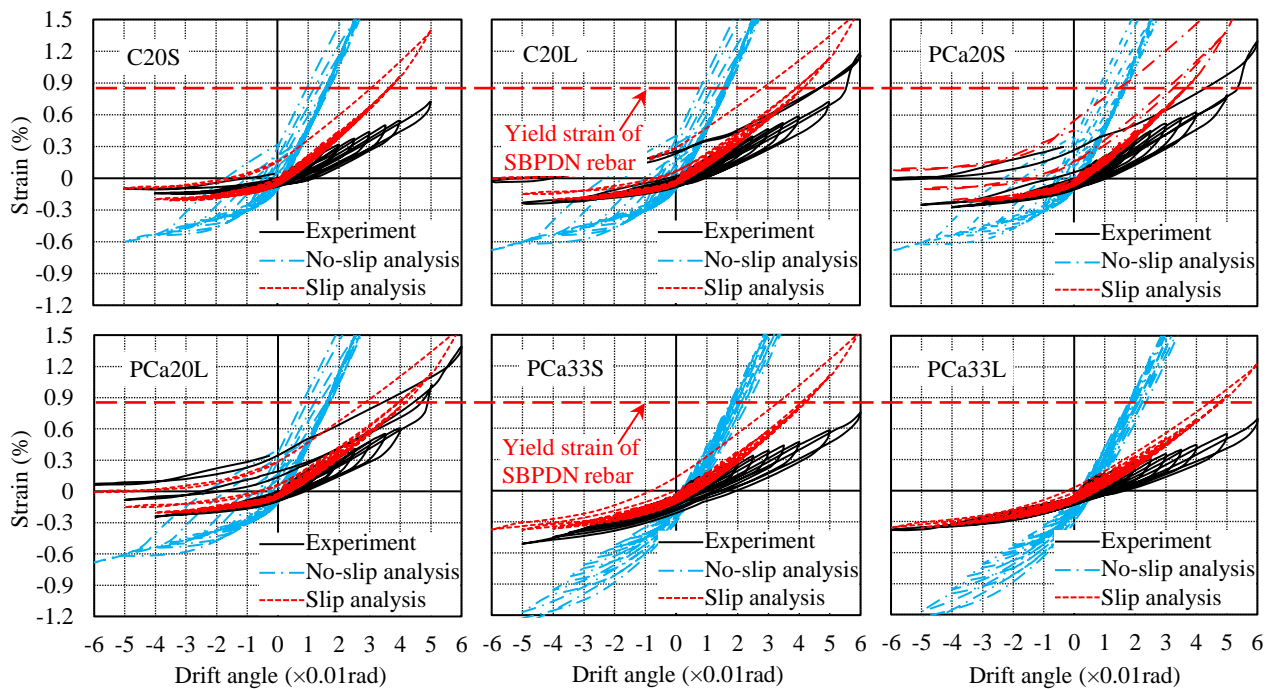 1.5
1.2
0.9
0.6
0.3
0
-0.3
-0.6
-0.9
-1.2
Strain (%)
C20S
Experiment
No-slip analysis
Slip analysis
C20L
Yield strain of
SBPDN rebar
Experiment
No-slip analysis
Slip analysis
PCa20S
Experiment
No-slip analysis
Slip analysis
1.5
1.2
0.9
0.6
0.3
0
-0.3
-0.6
-0.9
-1.2
Strain (%)
PCa20L
Experiment
No-slip analysis
Slip analysis
PCa33S
Yield strain of
SBPDN rebar
Experiment
No-slip analysis
Slip analysis
PCa33L
Experiment
No-slip analysis
Slip analysis
-6 -5 -4 -3 -2 -1 0 1 2 3 4 5 6
-6 -5 -4 -3 -2 -1 0 1 2 3 4 5 6
-6 -5 -4 -3 -2 -1 0 1 2 3 4 5 6
Drift angle (×0.01rad)
Drift angle (×0.01rad)
Drift angle (×0.01rad)